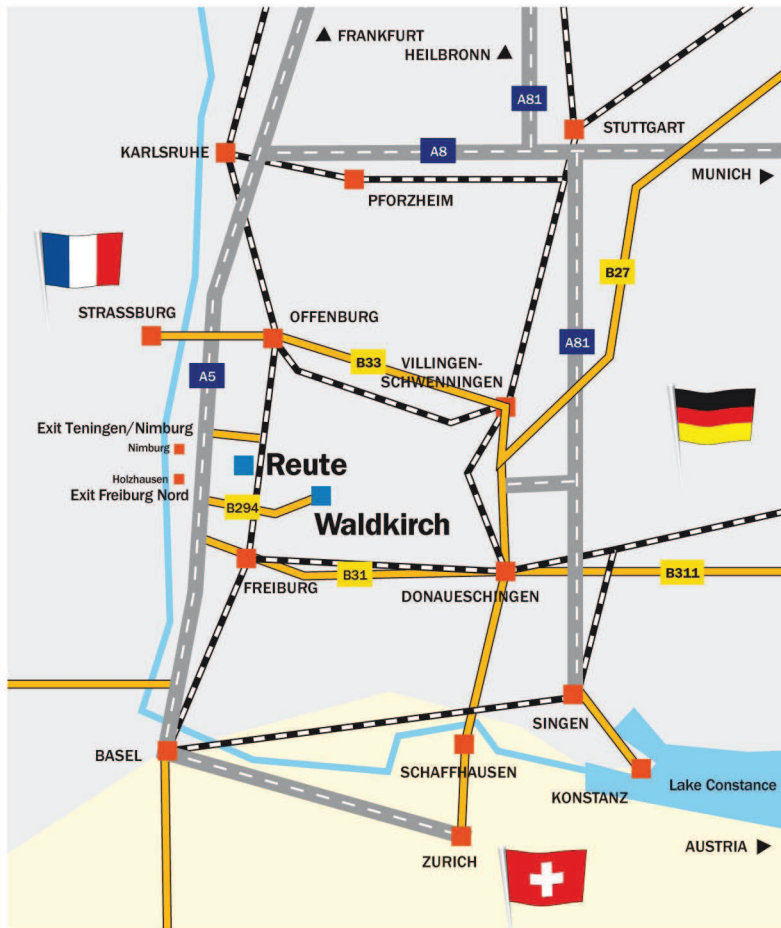 FRANKFURT
HEILBRONN
A81
STUTTGART
KARLSRUHE
A8
MUNICH
PFORZHEIM
B27
STRASSBURG
OFFENBURG
A81
B33
VILLINGEN-
SCHWENNINGEN
A5
Exit Teningen/Nimburg
Nimburg
Reute
Holzhausen
Exit Freiburg Nord
B294
Waldkirch
FREIBURG
B31
DONAUESCHINGEN
B311
SINGEN
BASEL
SCHAFFHAUSEN
KONSTANZ
Lake Constance
ZURICH
AUSTRIA